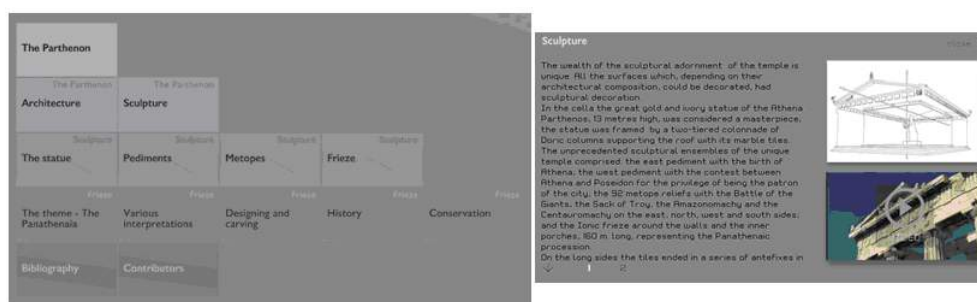 The Parthenon
The Parthenon
The Parthenon
Architecture
Sculpture
Sculpture
Sculpture
Sculpture
Sculpture
The statue
Pediments
Metopes
Frieze
Frieze
Frieze
Frieze
Frieze
Frieze
The theme - The
Panathenaia
Various
interpretations
Designing and
carving
History
Conservation
Bibliography
Contributors
Sculpture
The wealth of the sculptural adornment of the temple is
unique. All the surfaces which, depending on their
architectural composition, could be decorated, had
sculptural decoration.
In the cella the great gold and ivory statue of the Athena
Parthenos, 13 metres high, was considered a masterpiece,
the statue was framed by a two-tiered colonnade of
Doric columns supporting the roof with its marble tiles.
The unprecedented sculptural ensembles of the unique
temple comprised: the east pediment with the birth of
Athena, the west pediment with the contest between
Athena and Poseidon for the privilege of being the patron
of the city; the 92 metope reliefs with the Battle of the
Giants, the Sack of Troy, the Amazonomachy and the
Centauromachy on the east, north, west and south sides;
and the Ionic frieze around the walls and the inner
porches, 160 m. long, representing the Panathenaic
procession.
On the long sides the tiles ended in a series of antefixes in
1 2